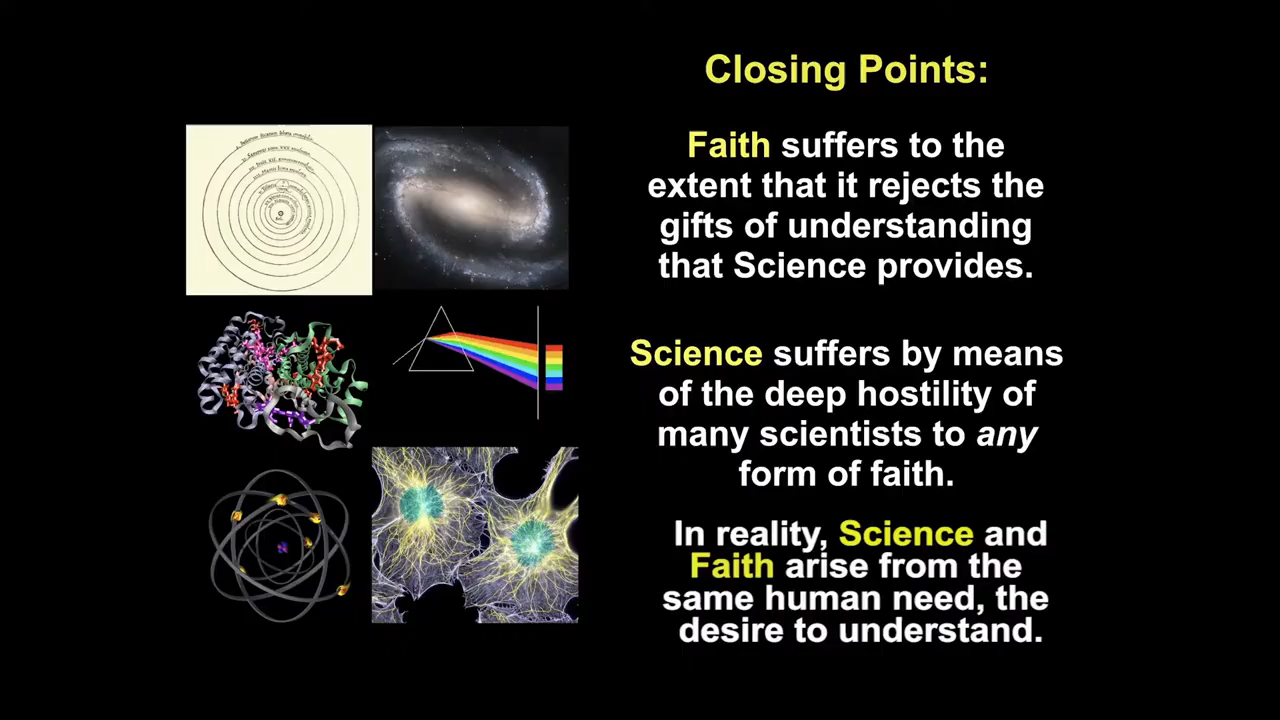 Closing Points:
Faith suffers to the
extent that it rejects the
gifts of understanding
that Science provides.
Science suffers by means
of the deep hostility of
many scientists to any
form of faith.
In reality, Science and
Faith arise from the
same human need, the
desire to understand.